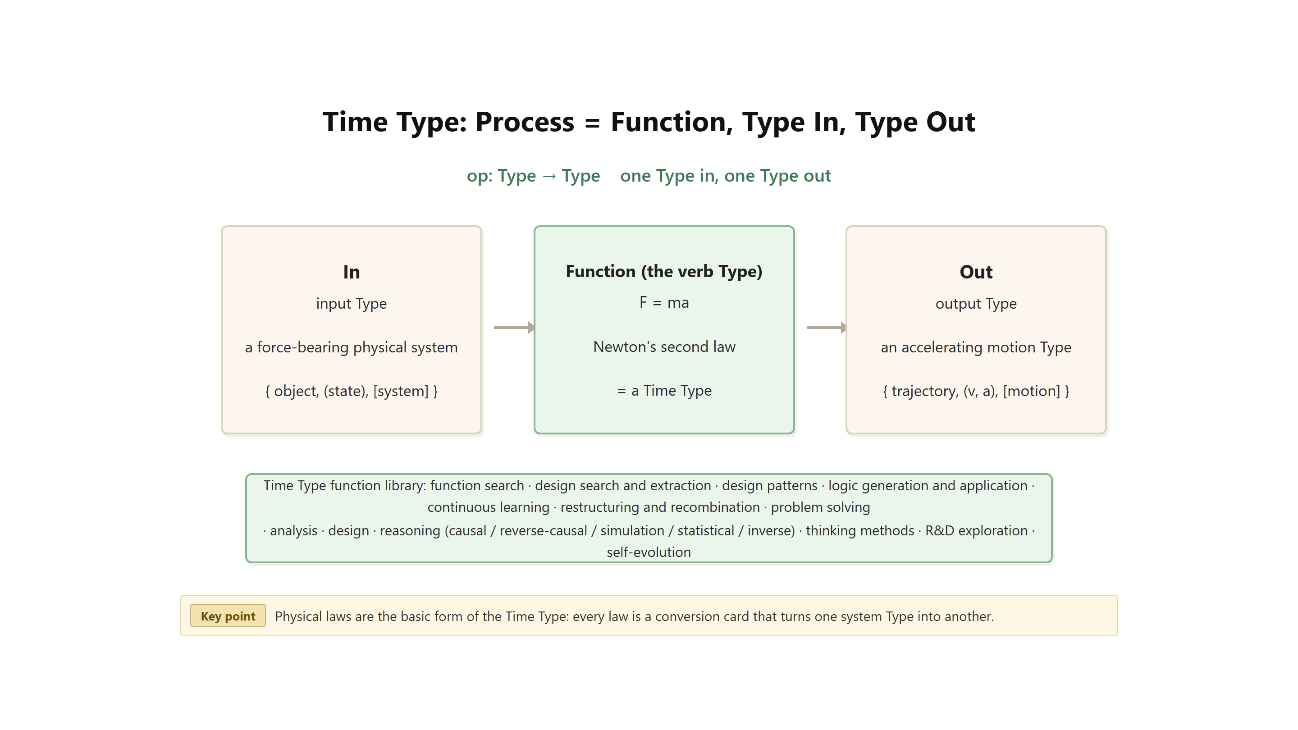 Time Type: Process = Function, Type In, Type Out
op: Type → Type    one Type in, one Type out
In
input Type
a force-bearing physical system
{ object, (state), [system] }
Function (the verb Type)
F = ma
Newton's second law
= a Time Type
Out
output Type
an accelerating motion Type
{ trajectory, (v, a), [motion] }
Time Type function library: function search · design search and extraction · design patterns · logic generation and application ·
continuous learning · restructuring and recombination · problem solving
· analysis · design · reasoning (causal / reverse-causal / simulation / statistical / inverse) · thinking methods · R&D exploration ·
self-evolution
Key point
Physical laws are the basic form of the Time Type: every law is a conversion card that turns one system Type into another.